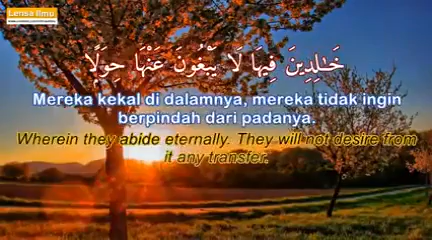 Lensa Ilmu
خَـٰلِدِينَ فِيهَا لَا يَبْغُونَ عَنْهَا حِوَلًا
Mereka kekal di dalamnya, mereka tidak ingin
berpindah dari padanya.
Wherein they abide eternally. They will not desire from
it any transfer.